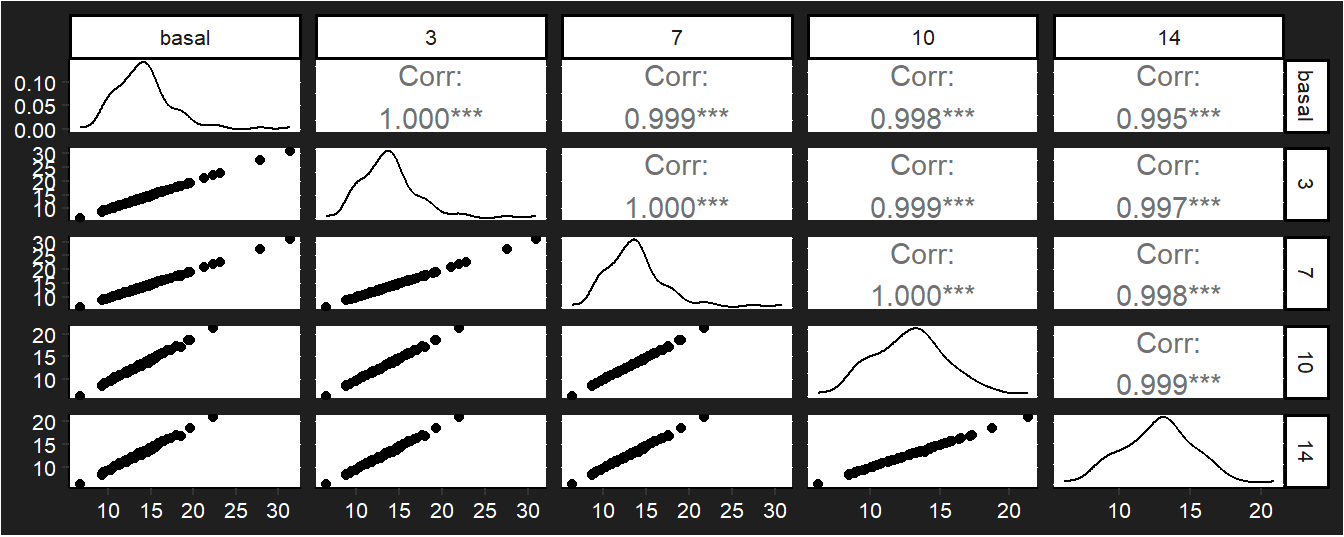 basal 3 7 10 14
0.10 Corr: Corr: Corr: Corr: basal
0.05
0.00 1.000*** 0.999*** 0.998*** 0.995***
30 Corr: Corr: Corr: 3
25
20
15
10 1.000*** 0.999*** 0.997***
30 Corr: Corr: 7
25
20
15
10 1.000*** 0.998***
20 Corr: 10
15
10 0.999***
20 14
15
10
10 15 20 25 30 10 15 20 25 30 10 15 20 25 30 10 15 20 10 15 20